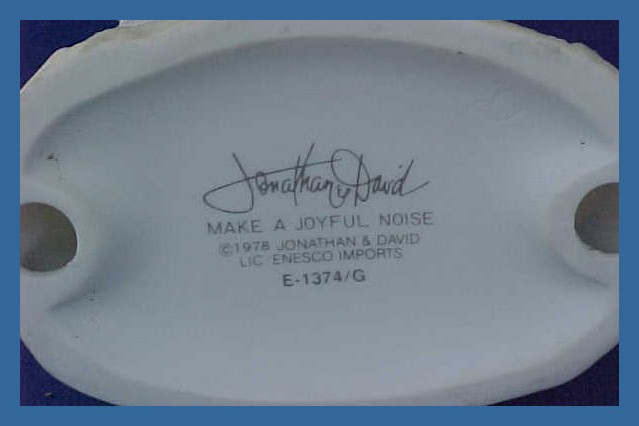 Jonathan & David
MAKE A JOYFUL NOISE
©1978 JONATHAN & DAVID
LIC ENESCO IMPORTS
E-1374/G